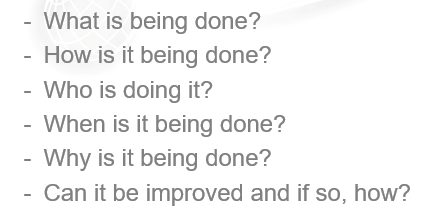 - What is being done?
- How is it being done?
- Who is doing it?
- When is it being done?
- Why is it being done?
- Can it be improved and if so, how?